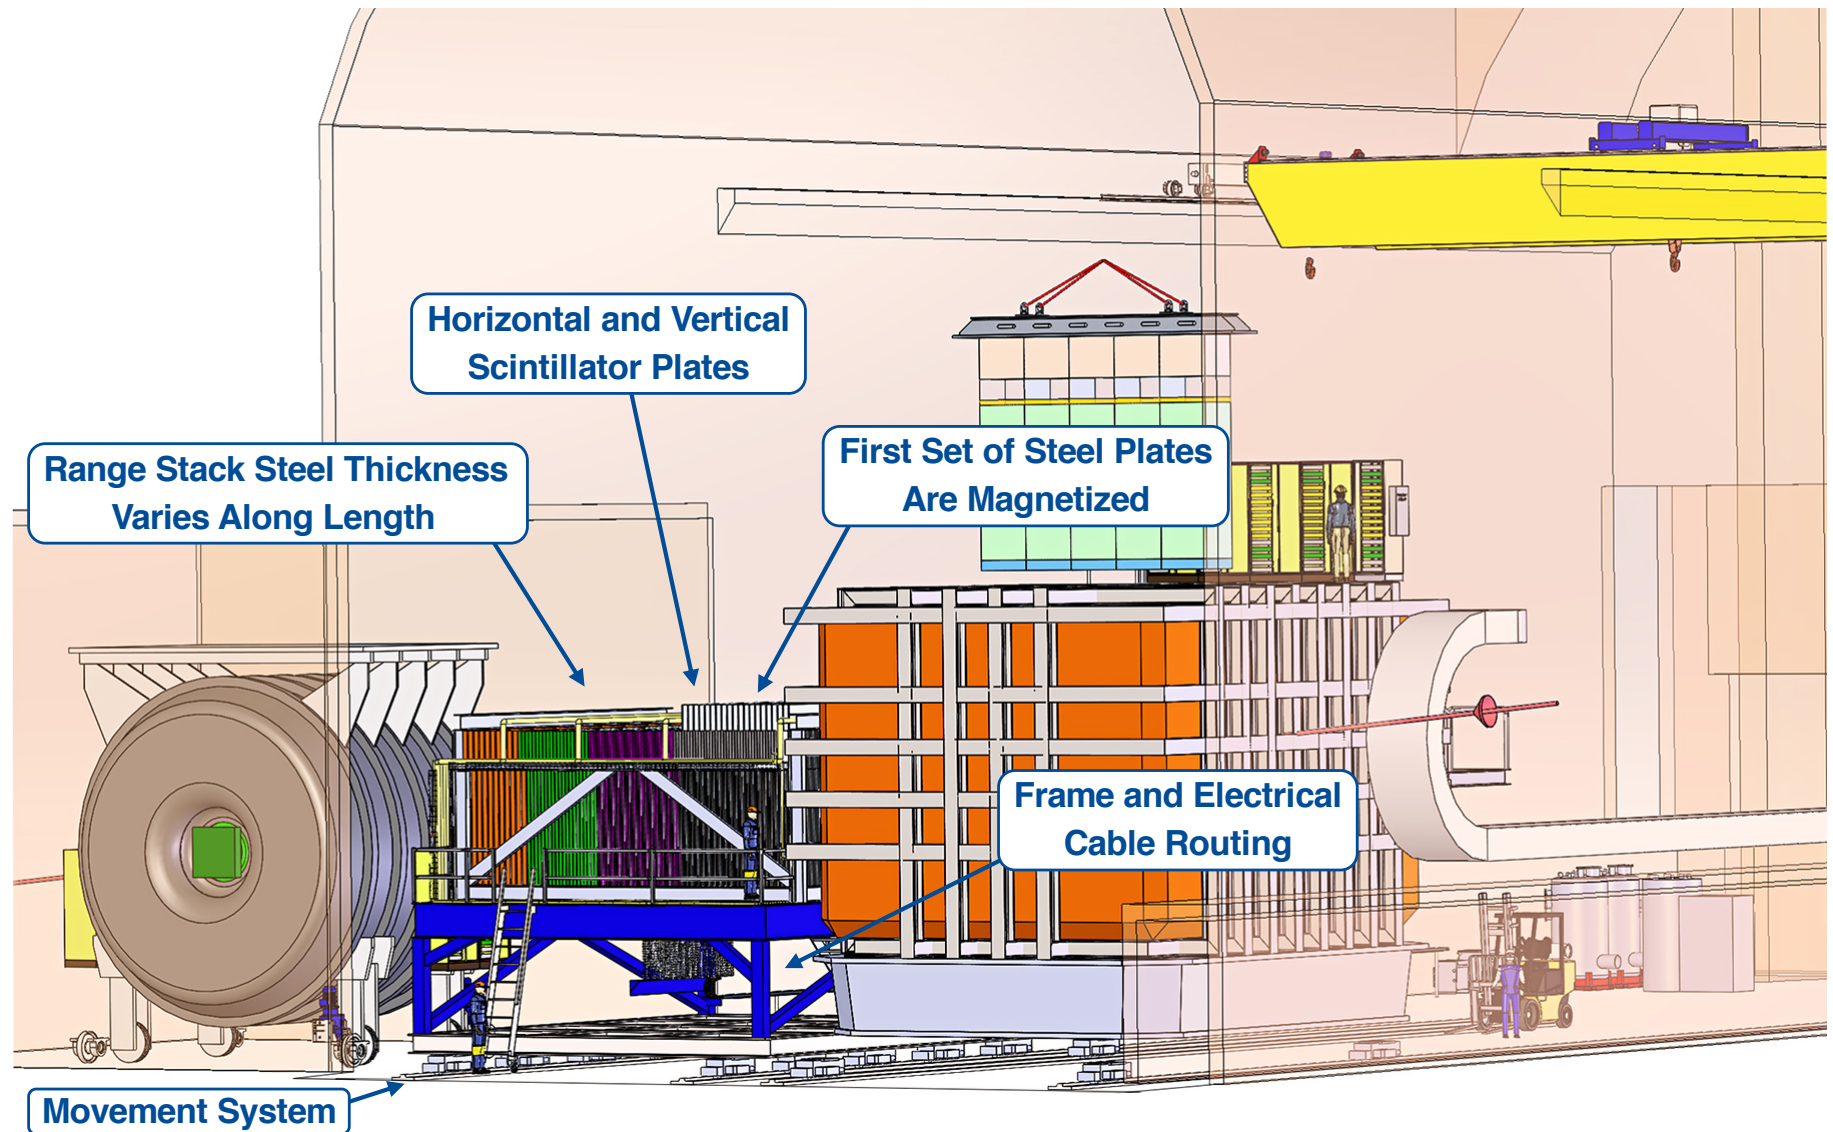 Horizontal and Vertical
Scintillator Plates
Range Stack Steel Thickness
Varies Along Length
First Set of Steel Plates
Are Magnetized
Frame and Electrical
Cable Routing
Movement System